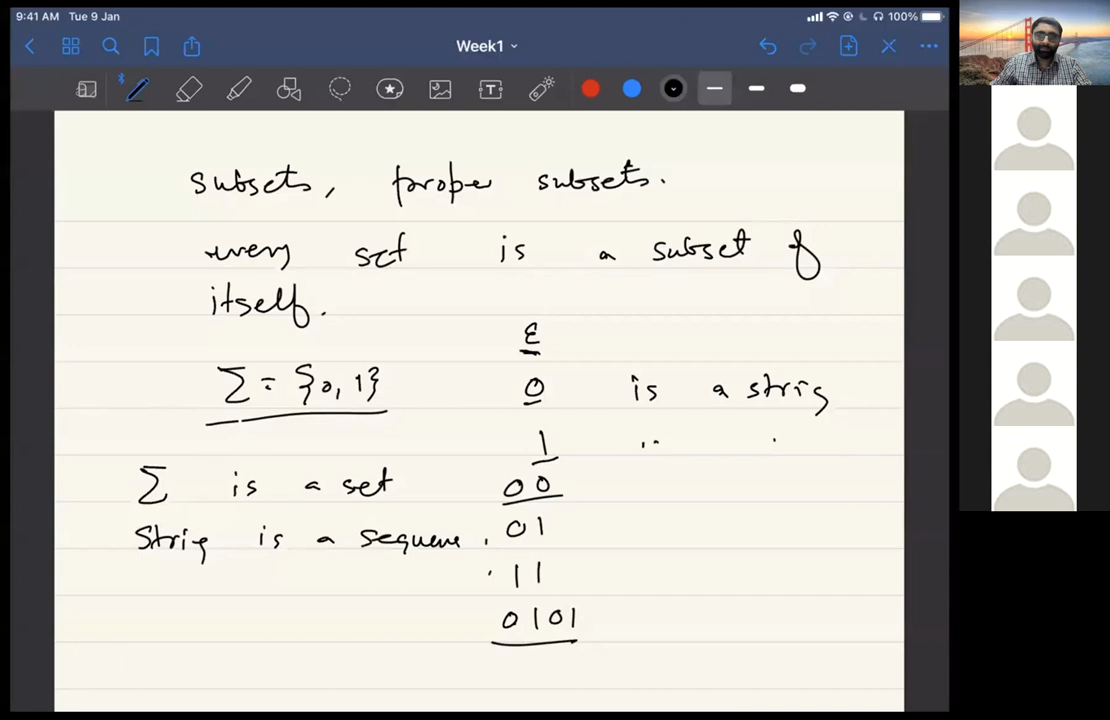 9:41 AM Tue 9 Jan
100%
Week1
T
subsets, proper subsets.
every set is a subset of
itself.
ε
Σ = {0, 1}
0 is a string
1 " "
Σ is a set
00
String is a sequence.
01
11
0101